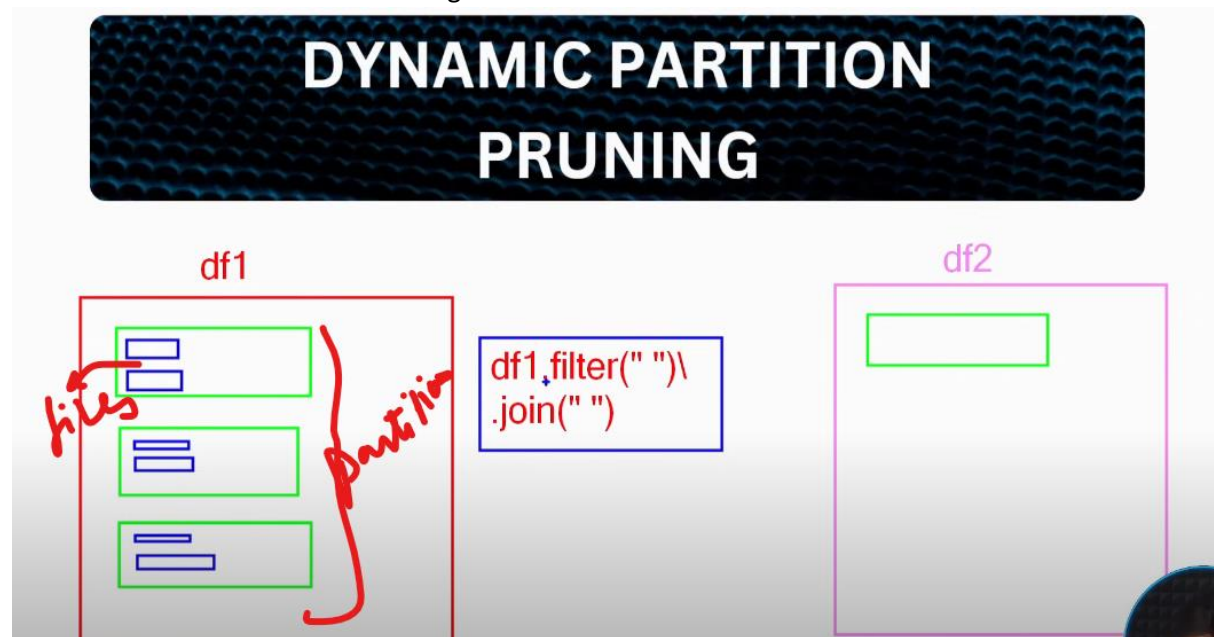 DYNAMIC PARTITION
PRUNING
df1
df2
files
partition
df1.filter(" ")\
.join(" ")